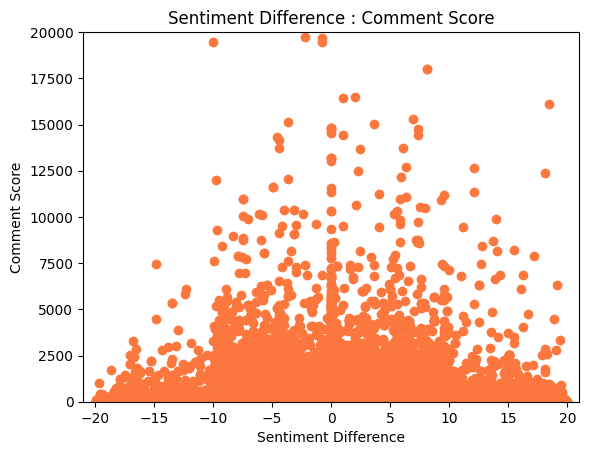 Sentiment Difference : Comment Score
20000
17500
15000
12500
10000
7500
5000
2500
0
Comment Score
−20 −15 −10 −5 0 5 10 15 20
Sentiment Difference